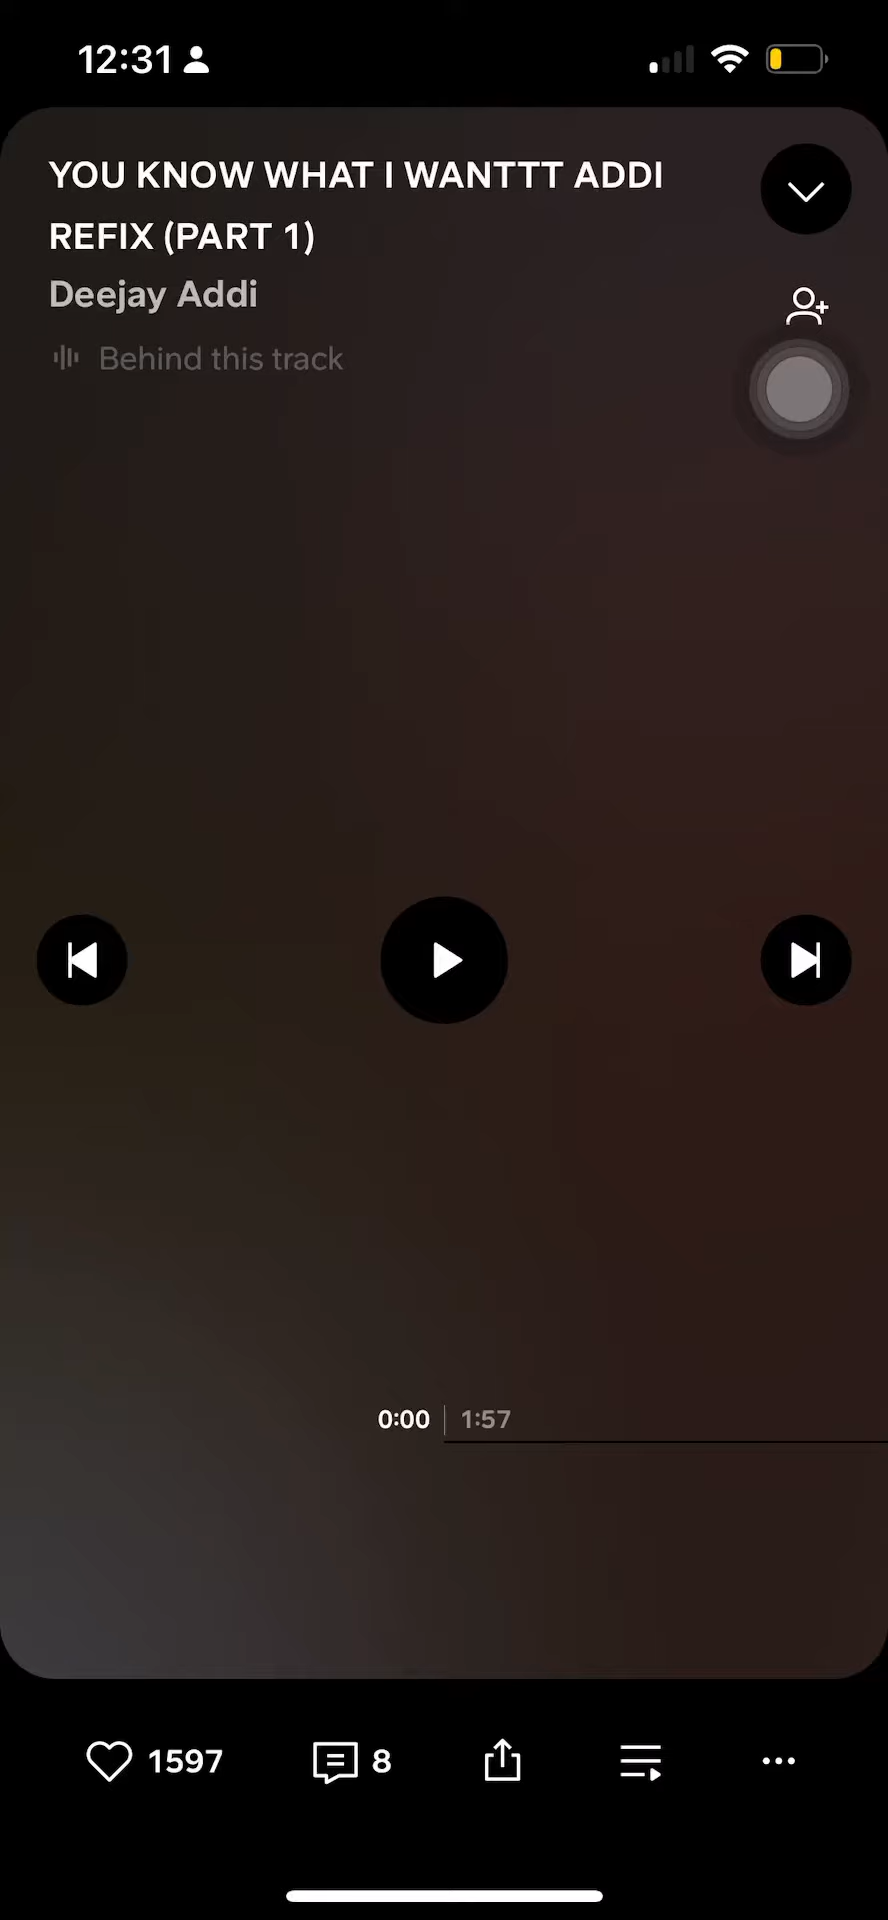 12:31
YOU KNOW WHAT I WANTTT ADDI
REFIX (PART 1)
Deejay Addi
Behind this track
0:00 1:57
1597 8